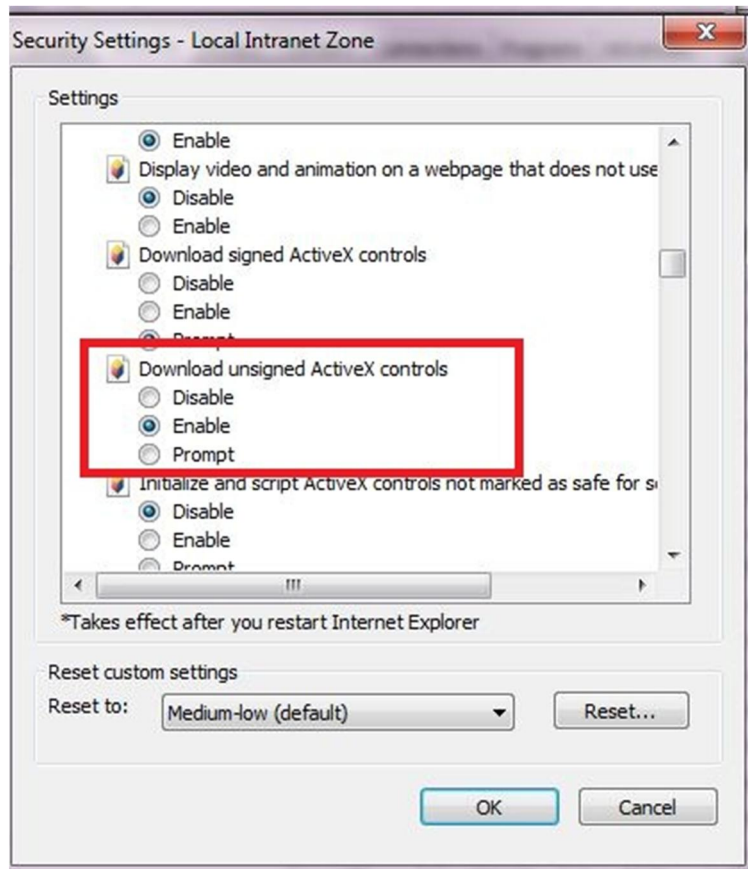 Security Settings - Local Intranet Zone
Settings
Enable
Display video and animation on a webpage that does not use
Disable
Enable
Download signed ActiveX controls
Disable
Enable
Prompt
Download unsigned ActiveX controls
Disable
Enable
Prompt
Initialize and script ActiveX controls not marked as safe for s
Disable
Enable
Prompt
*Takes effect after you restart Internet Explorer
Reset custom settings
Reset to: Medium-low (default) Reset...
OK Cancel